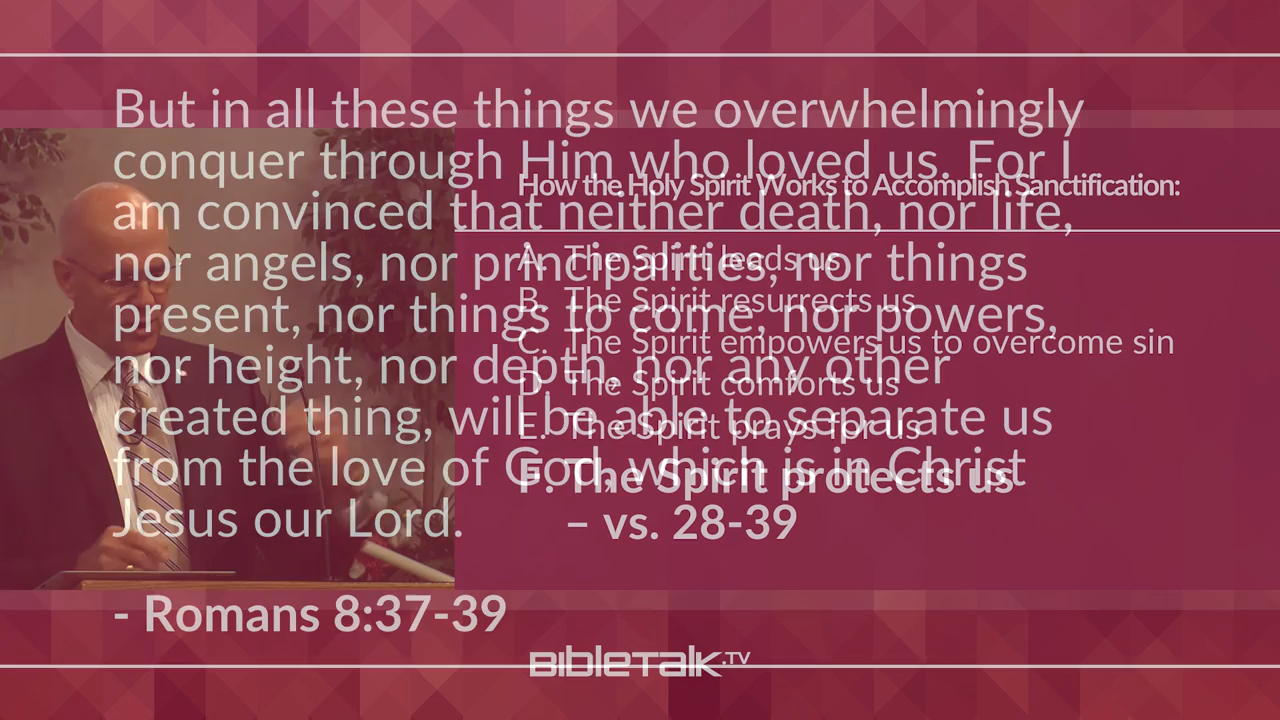 But in all these things we overwhelmingly
conquer through Him who loved us. For I
am convinced that neither death, nor life,
nor angels, nor principalities, nor things
present, nor things to come, nor powers,
nor height, nor depth, nor any other
created thing, will be able to separate us
from the love of God, which is in Christ
Jesus our Lord.
- Romans 8:37-39
How the Holy Spirit Works to Accomplish Sanctification:
A. The Spirit leads us
B. The Spirit resurrects us
C. The Spirit empowers us to overcome sin
D. The Spirit comforts us
E. The Spirit prays for us
F. The Spirit protects us
– vs. 28-39
BIBLETALK.TV